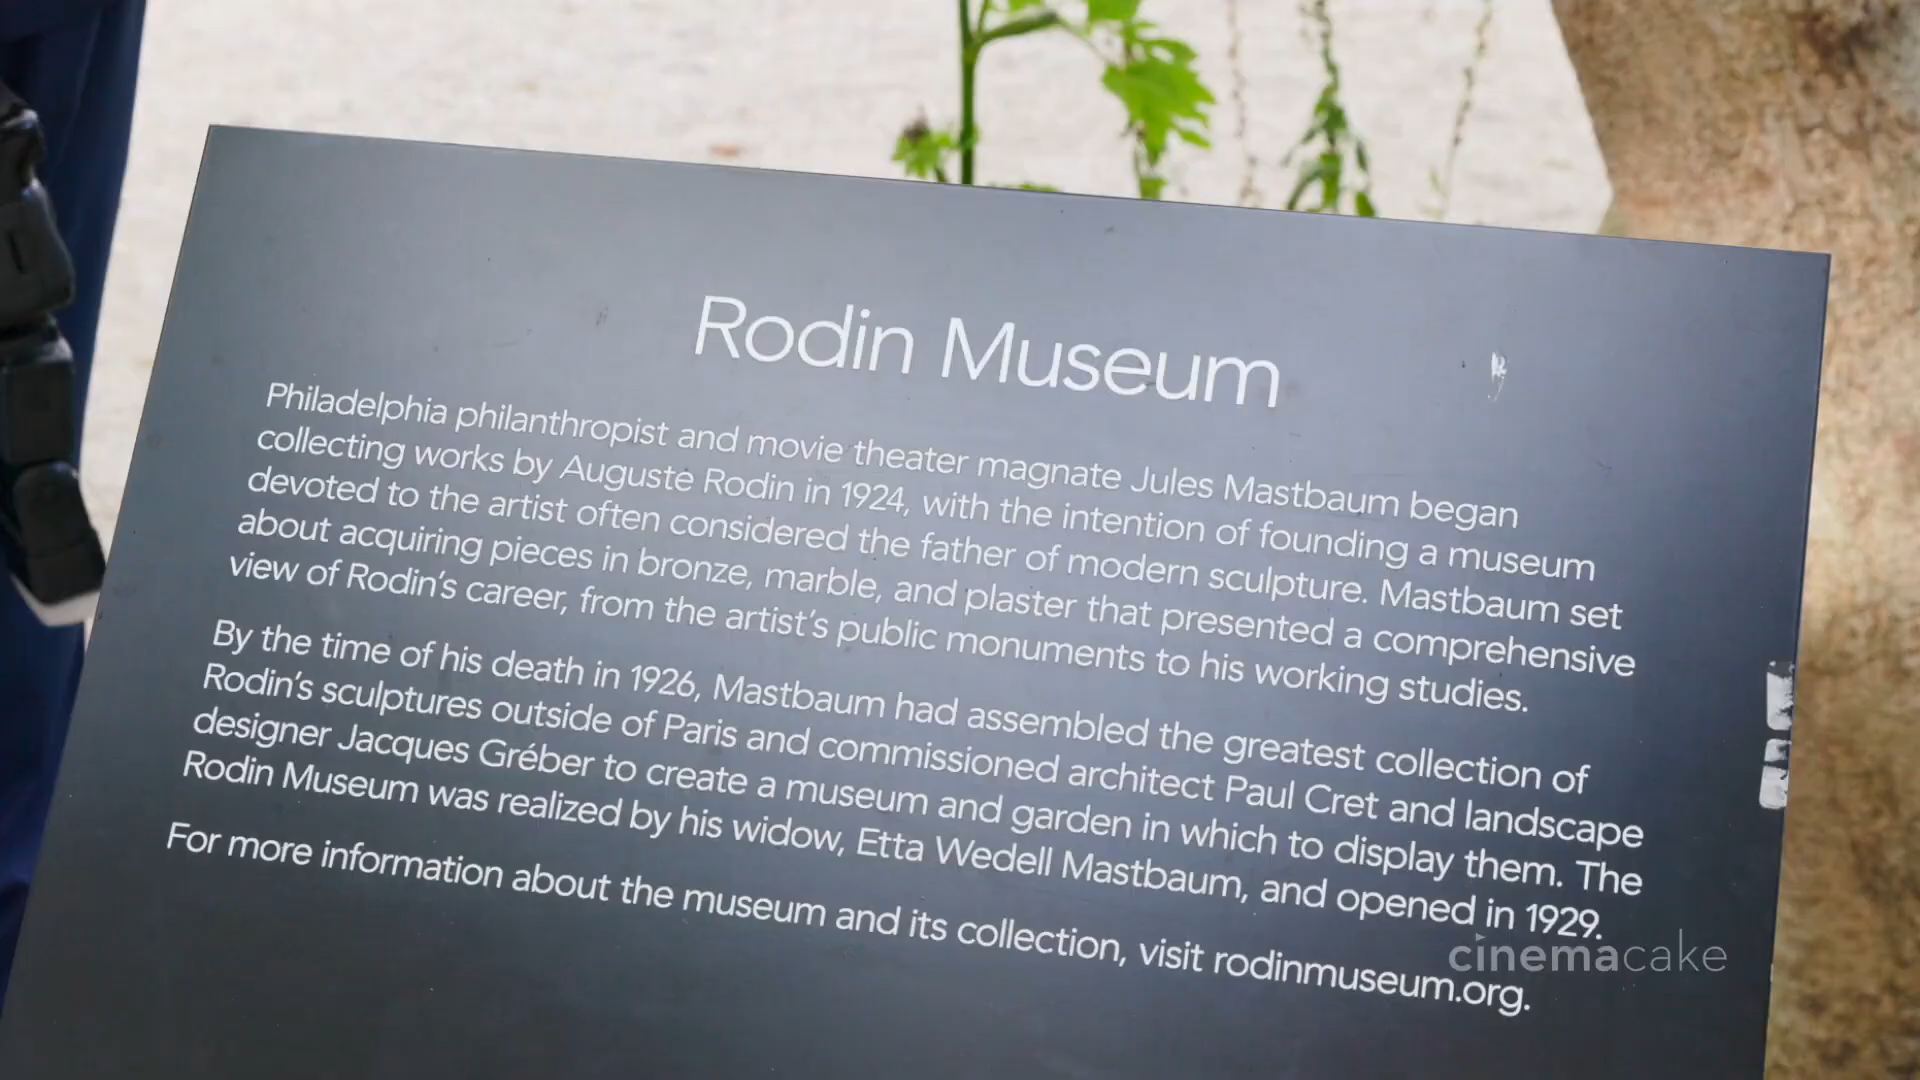 Rodin Museum
Philadelphia philanthropist and movie theater magnate Jules Mastbaum began
collecting works by Auguste Rodin in 1924, with the intention of founding a museum
devoted to the artist often considered the father of modern sculpture. Mastbaum set
about acquiring pieces in bronze, marble, and plaster that presented a comprehensive
view of Rodin's career, from the artist's public monuments to his working studies.
By the time of his death in 1926, Mastbaum had assembled the greatest collection of
Rodin's sculptures outside of Paris and commissioned architect Paul Cret and landscape
designer Jacques Gréber to create a museum and garden in which to display them. The
Rodin Museum was realized by his widow, Etta Wedell Mastbaum, and opened in 1929.
For more information about the museum and its collection, visit rodinmuseum.org.
cinemacake